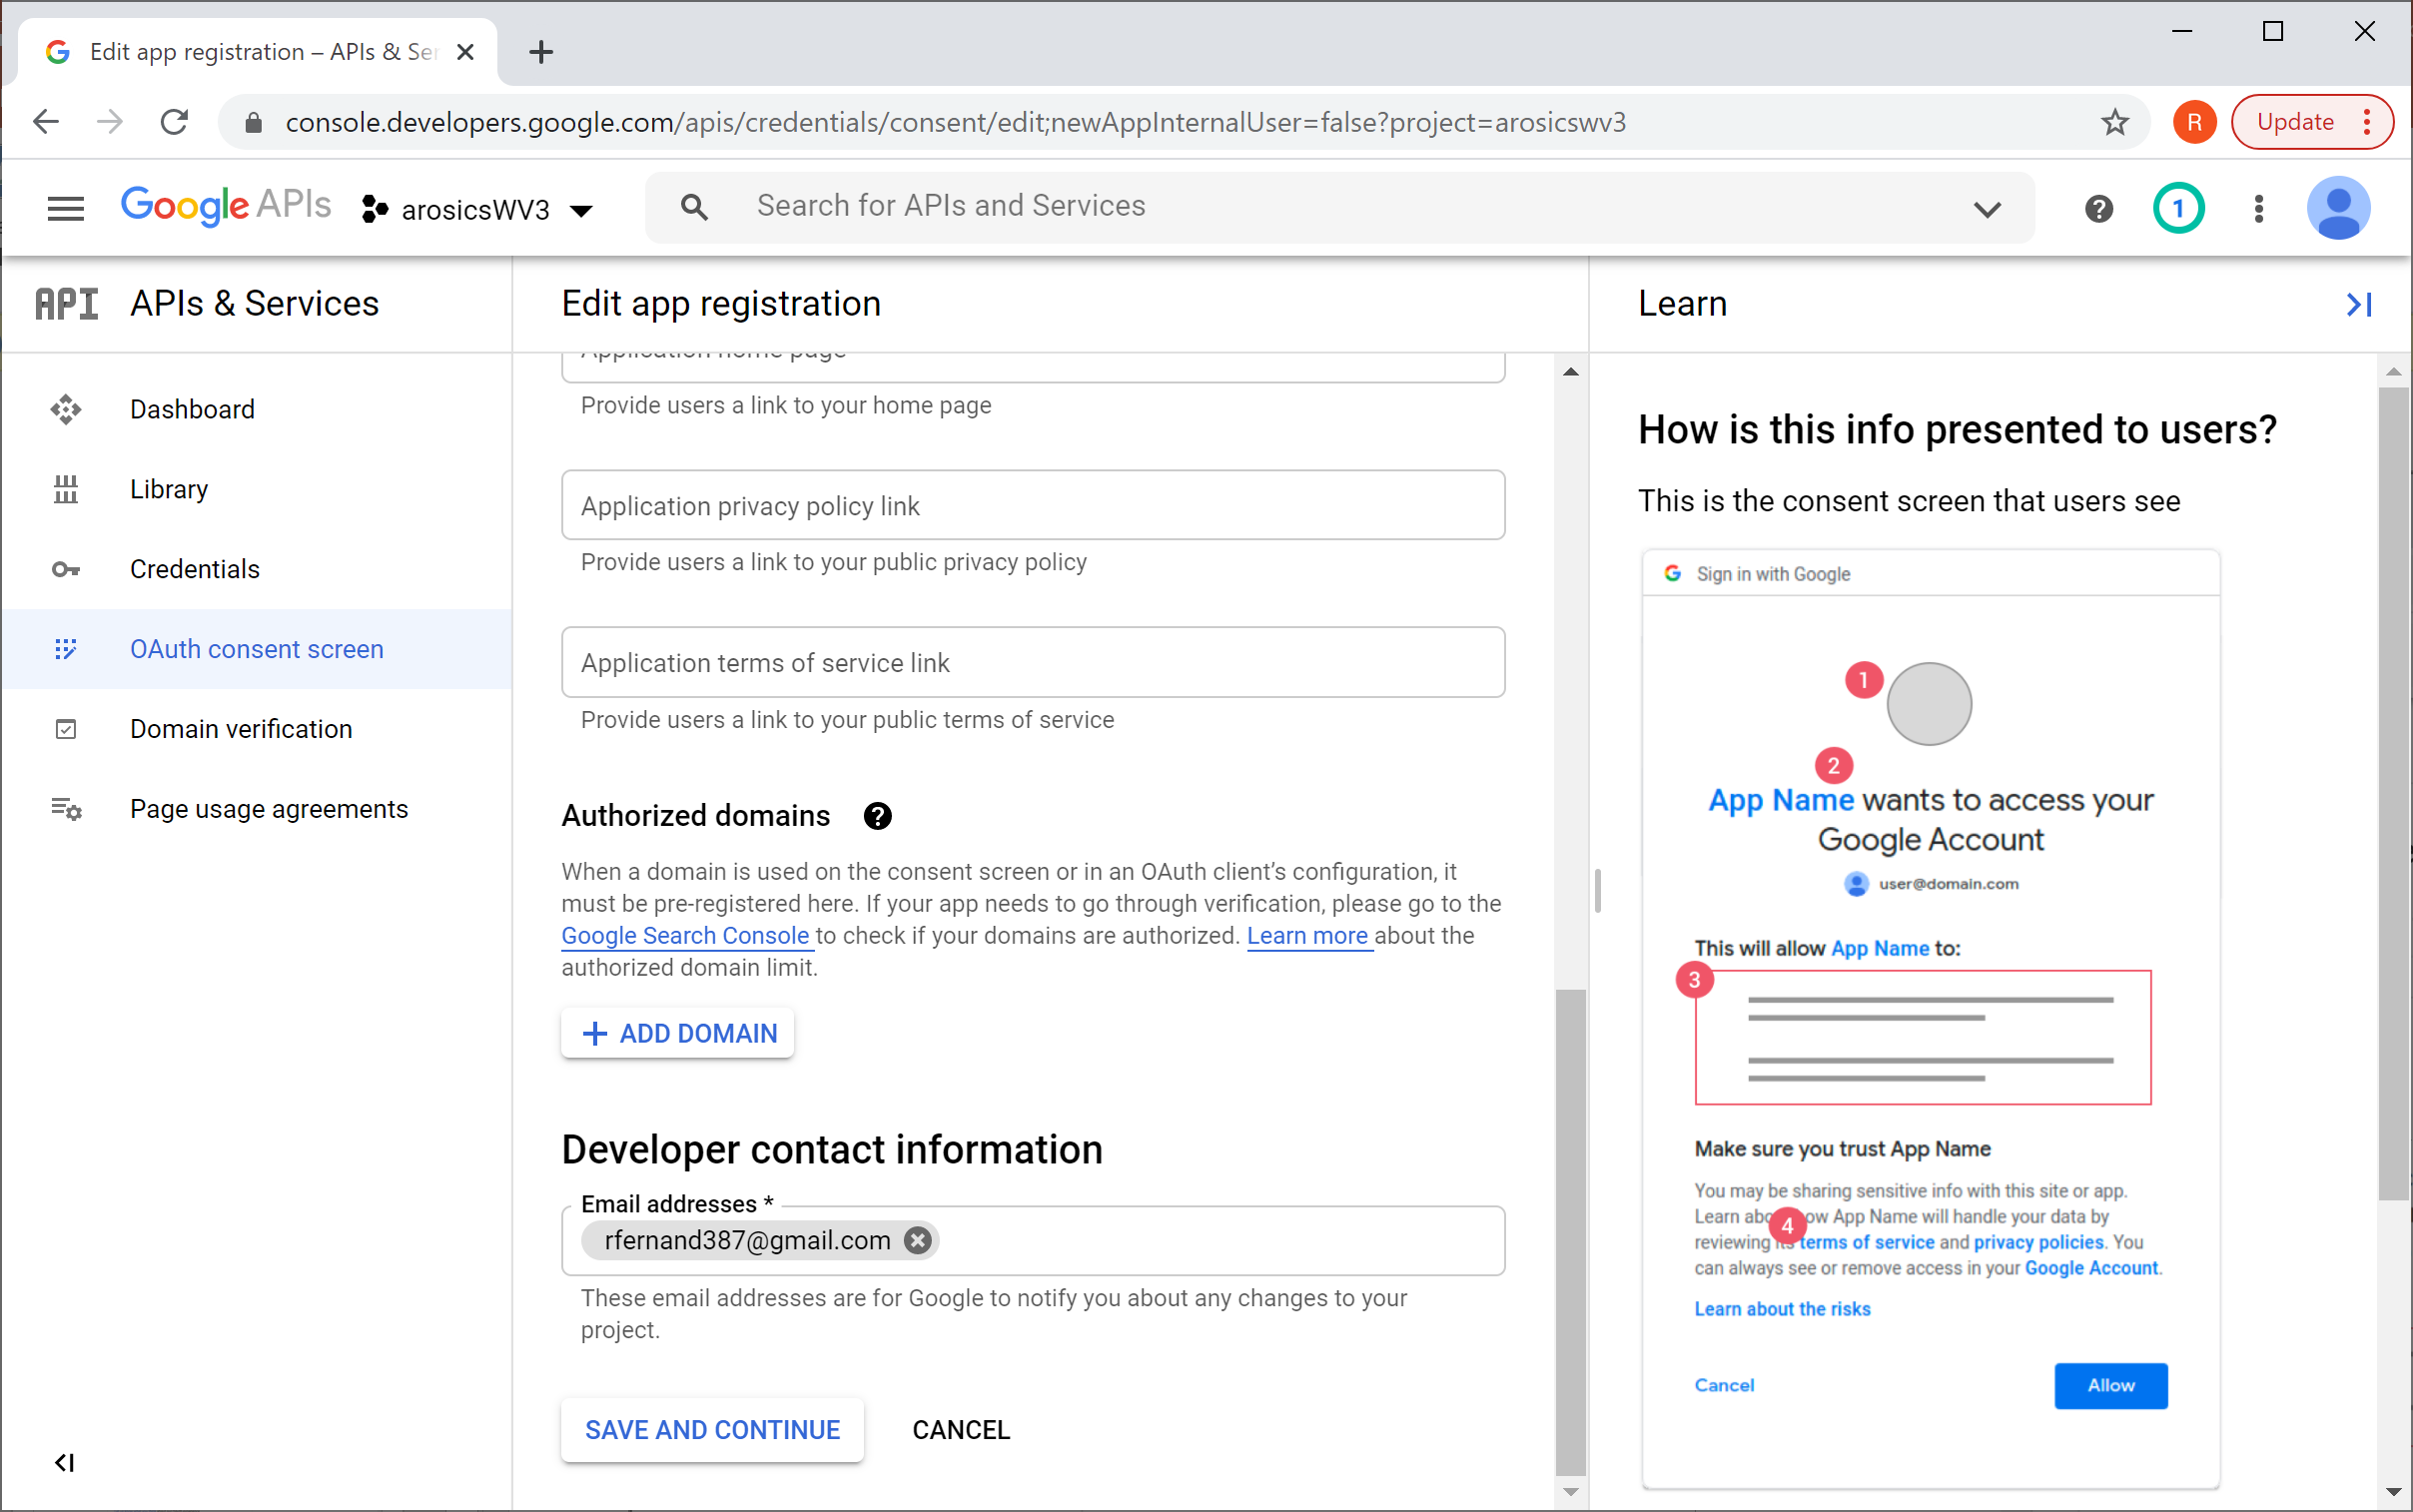 Edit app registration – APIs & Ser
console.developers.google.com/apis/credentials/consent/edit;newAppInternalUser=false?project=arosicswv3
R
Update
Google APIs
arosicsWV3
Search for APIs and Services
1
API
APIs & Services
Dashboard
Library
Credentials
OAuth consent screen
Domain verification
Page usage agreements
Edit app registration
Application home page
Provide users a link to your home page
Application privacy policy link
Provide users a link to your public privacy policy
Application terms of service link
Provide users a link to your public terms of service
Authorized domains
When a domain is used on the consent screen or in an OAuth client’s configuration, it
must be pre-registered here. If your app needs to go through verification, please go to the
Google Search Console to check if your domains are authorized. Learn more about the
authorized domain limit.
ADD DOMAIN
Developer contact information
Email addresses *
rfernand387@gmail.com
These email addresses are for Google to notify you about any changes to your
project.
SAVE AND CONTINUE
CANCEL
Learn
How is this info presented to users?
This is the consent screen that users see
Sign in with Google
1
2
App Name wants to access your
Google Account
user@domain.com
This will allow App Name to:
3
Make sure you trust App Name
You may be sharing sensitive info with this site or app.
Learn about how App Name will handle your data by
4
reviewing its terms of service and privacy policies. You
can always see or remove access in your Google Account.
Learn about the risks
Cancel
Allow